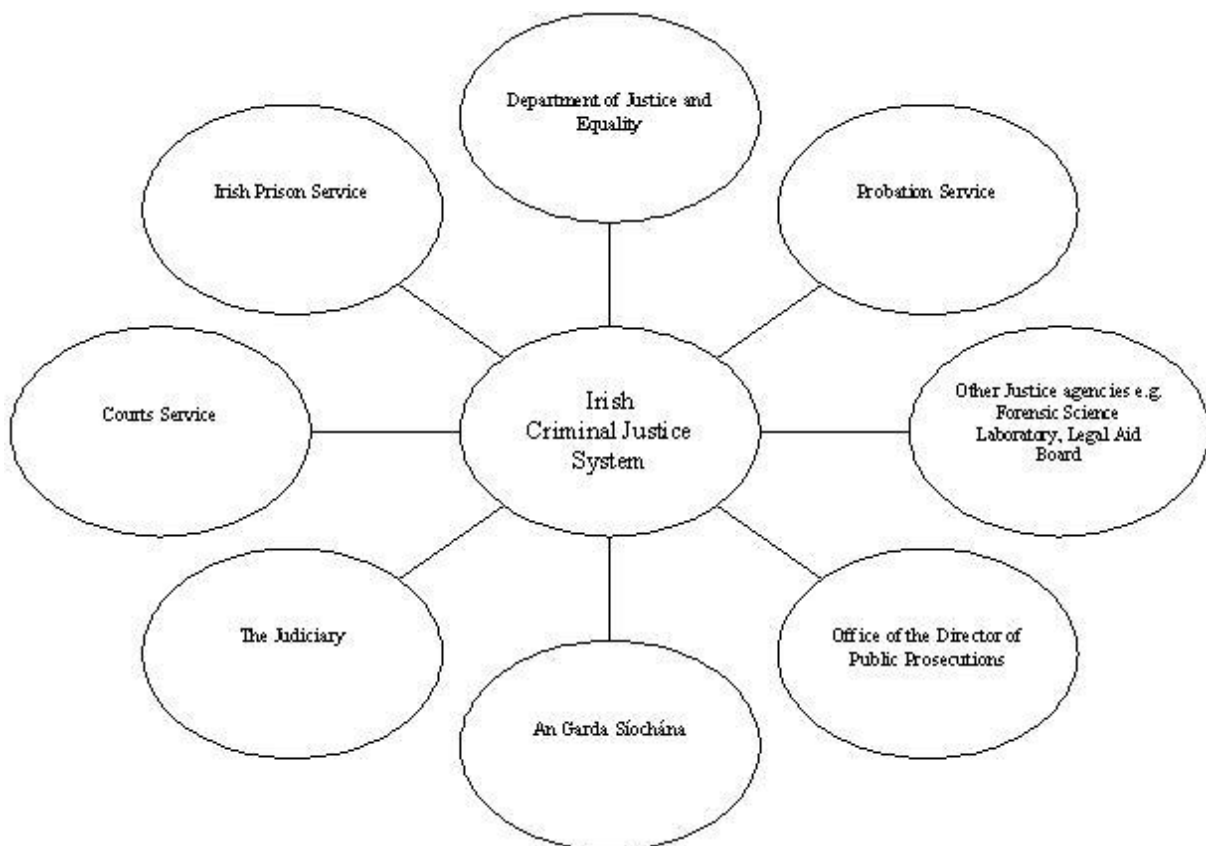 Department of Justice and
Equality
Irish Prison Service
Probation Service
Courts Service
Irish
Criminal Justice
System
Other Justice agencies e.g.
Forensic Science
Laboratory, Legal Aid
Board
The Judiciary
Office of the Director of
Public Prosecutions
An Garda Síochána